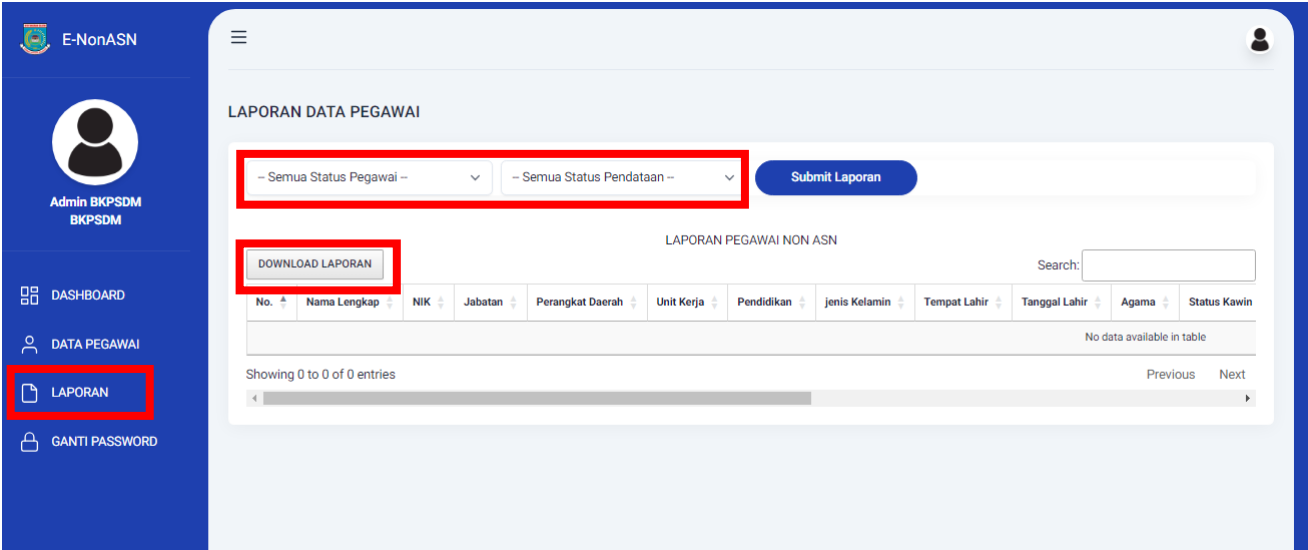 E-NonASN
Admin BKPSDM
BKPSDM
DASHBOARD
DATA PEGAWAI
LAPORAN
GANTI PASSWORD
LAPORAN DATA PEGAWAI
-- Semua Status Pegawai -- -- Semua Status Pendataan -- Submit Laporan
LAPORAN PEGAWAI NON ASN
DOWNLOAD LAPORAN Search:
No. Nama Lengkap NIK Jabatan Perangkat Daerah Unit Kerja Pendidikan jenis Kelamin Tempat Lahir Tanggal Lahir Agama Status Kawin
No data available in table
Showing 0 to 0 of 0 entries Previous Next